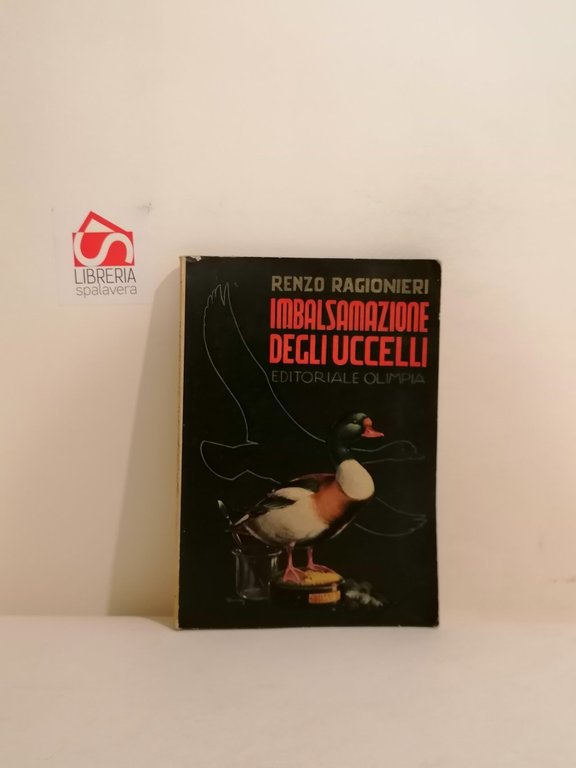 LIBRERIA
spalavera
RENZO RAGIONIERI
IMBALSAMAZIONE
DEGLI UCCELLI
EDITORIALE OLIMPIA